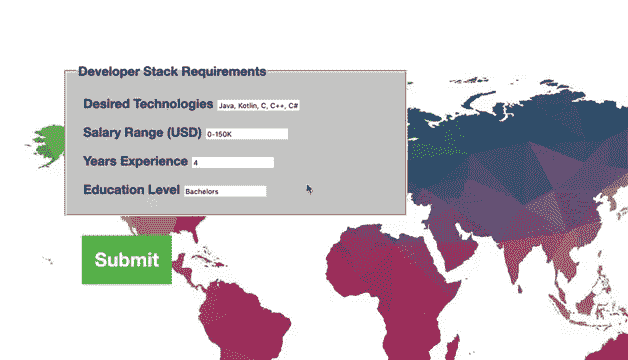 Developer Stack Requirements
Desired Technologies Java, Kotlin, C, C++, C#
Salary Range (USD) 0-150K
Years Experience 4
Education Level Bachelors
Submit